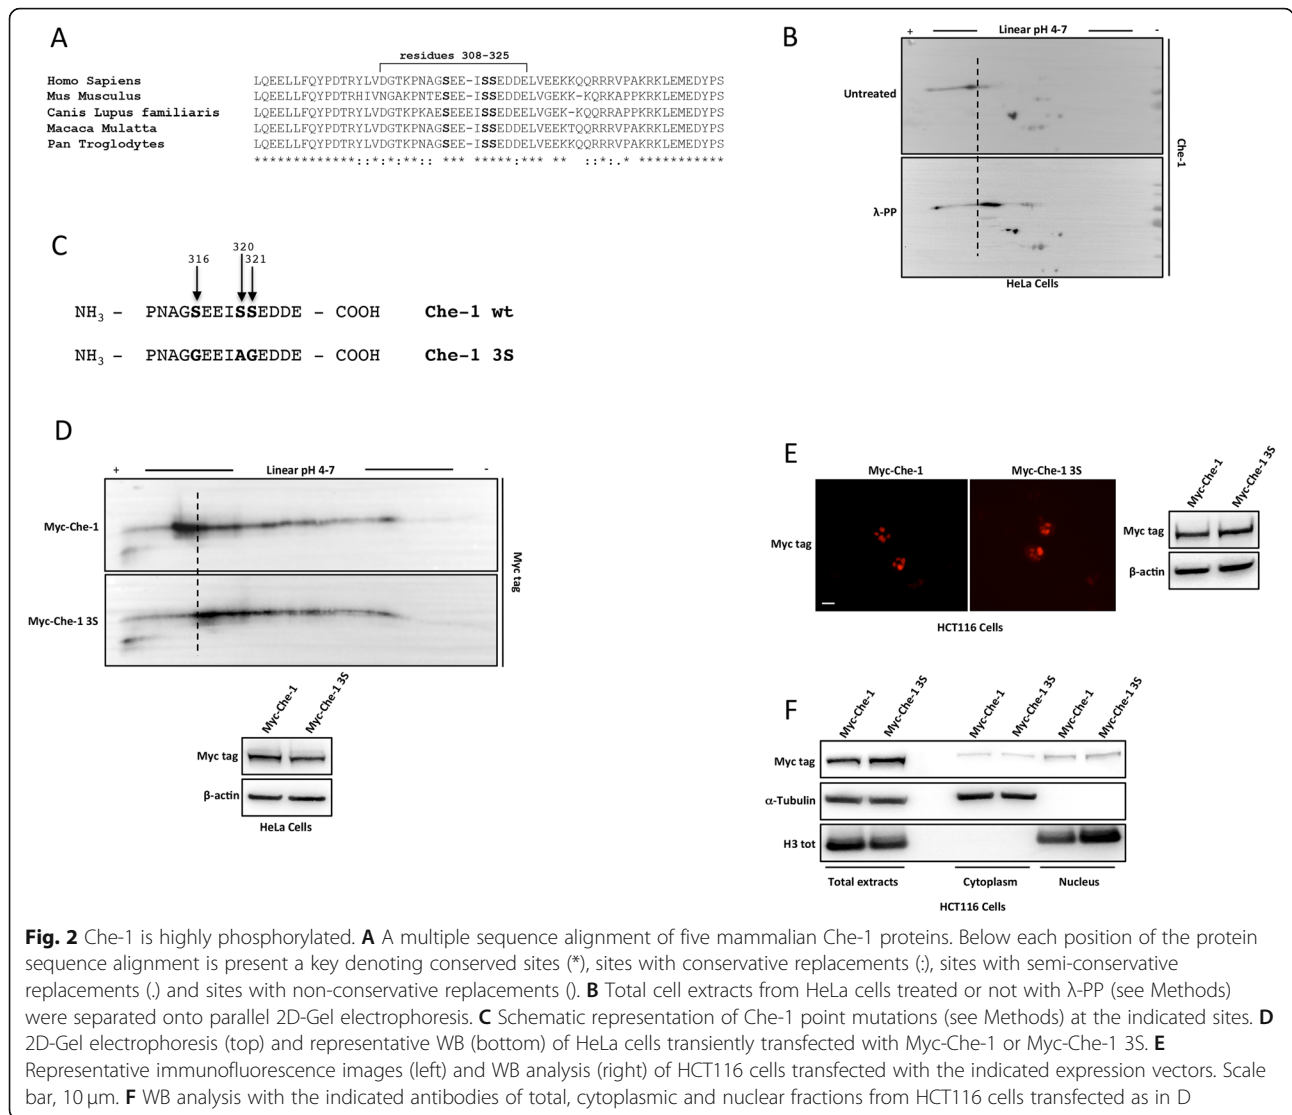 A
residues 308-325
Homo Sapiens LQEELLFQYPDTRYLVDGTKPNAGSEE-ISSEDDELVEEKKQQRRRVPAKRKLEMEDYPS
Mus Musculus LQEELLFQYPDTRHIVNGAKPNTESEE-ISSEDDELVGEKK-KQRRAPPKRKLEMEDYPS
Canis Lupus familiaris LQEELLFQYPDTRYLVDGTKPNAESEEEISSEDEELVGEKK-KQRRRAPAKRKLEMEDYPS
Macaca Mulatta LQEELLFQYPDTRYLVDGTKPNAGSEE-ISSEDDELVEEKTQQRRRVPAKRKLEMEDYPS
Pan Troglodytes LQEELLFQYPDTRYLVDGTKPNAGSEE-ISSEDDELVEEKKQQRRRVPAKRKLEMEDYPS
B
+ Linear pH 4-7 -
Untreated
λ-PP
Che-1
HeLa Cells
C
320
316 321
NH3 – PNAGSEEISSEDDE – COOH Che-1 wt
NH3 – PNAGGEEIAGEDDE – COOH Che-1 3S
D
+ Linear pH 4-7 -
Myc-Che-1
Myc-Che-1 3S
Myc tag
Myc-Che-1 Myc-Che-1 3S
Myc tag
β-actin
HeLa Cells
E
Myc-Che-1 Myc-Che-1 3S
Myc tag
HCT116 Cells
Myc-Che-1 Myc-Che-1 3S
Myc tag
β-actin
F
Myc-Che-1 Myc-Che-1 3S Myc-Che-1 Myc-Che-1 3S Myc-Che-1 Myc-Che-1 3S
Myc tag
α-Tubulin
H3 tot
Total extracts Cytoplasm Nucleus
HCT116 Cells
Fig. 2 Che-1 is highly phosphorylated. A A multiple sequence alignment of five mammalian Che-1 proteins. Below each position of the protein
sequence alignment is present a key denoting conserved sites (*), sites with conservative replacements (:), sites with semi-conservative
replacements (.) and sites with non-conservative replacements (). B Total cell extracts from HeLa cells treated or not with λ-PP (see Methods)
were separated onto parallel 2D-Gel electrophoresis. C Schematic representation of Che-1 point mutations (see Methods) at the indicated sites. D
2D-Gel electrophoresis (top) and representative WB (bottom) of HeLa cells transiently transfected with Myc-Che-1 or Myc-Che-1 3S. E
Representative immunofluorescence images (left) and WB analysis (right) of HCT116 cells transfected with the indicated expression vectors. Scale
bar, 10 μm. F WB analysis with the indicated antibodies of total, cytoplasmic and nuclear fractions from HCT116 cells transfected as in D